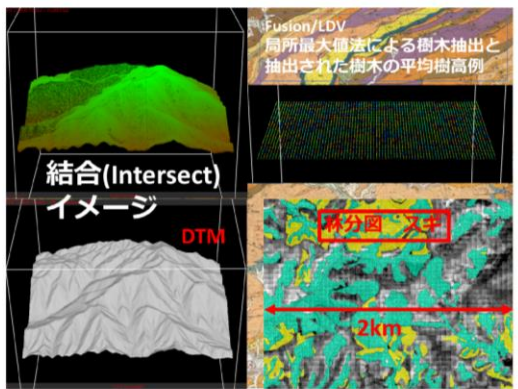 Fusion/LDV
局所最大値法による樹木抽出と
抽出された樹木の平均樹高例
結合(Intersect)
イメージ
DTM
林分図 スギ
2km